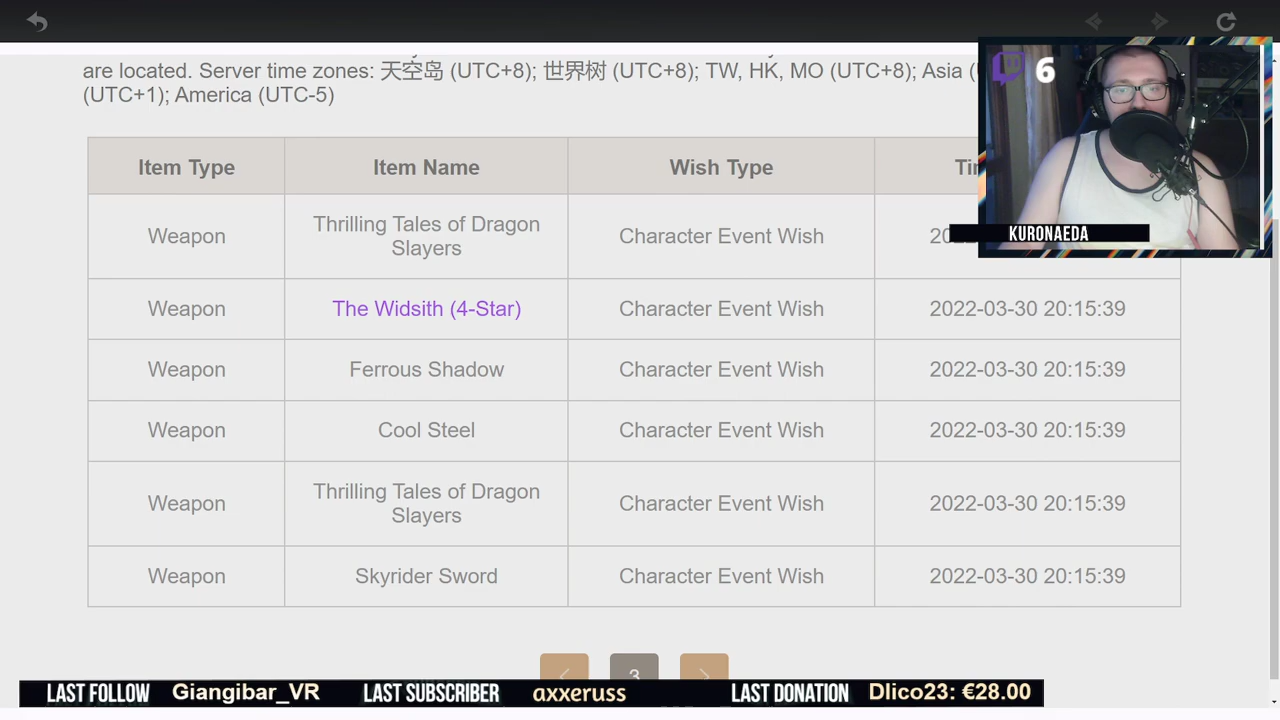 6
are located. Server time zones: 天空岛 (UTC+8); 世界树 (UTC+8); TW, HK, MO (UTC+8); Asia
(UTC+1); America (UTC-5)
Item Type Item Name Wish Type
Weapon Thrilling Tales of Dragon Slayers Character Event Wish
KURONAEDA
Weapon The Widsith (4-Star) Character Event Wish 2022-03-30 20:15:39
Weapon Ferrous Shadow Character Event Wish 2022-03-30 20:15:39
Weapon Cool Steel Character Event Wish 2022-03-30 20:15:39
Weapon Thrilling Tales of Dragon Slayers Character Event Wish 2022-03-30 20:15:39
Weapon Skyrider Sword Character Event Wish 2022-03-30 20:15:39
3
LAST FOLLOW Giangibar_VR LAST SUBSCRIBER axxeruss LAST DONATION Dlico23: €28.00